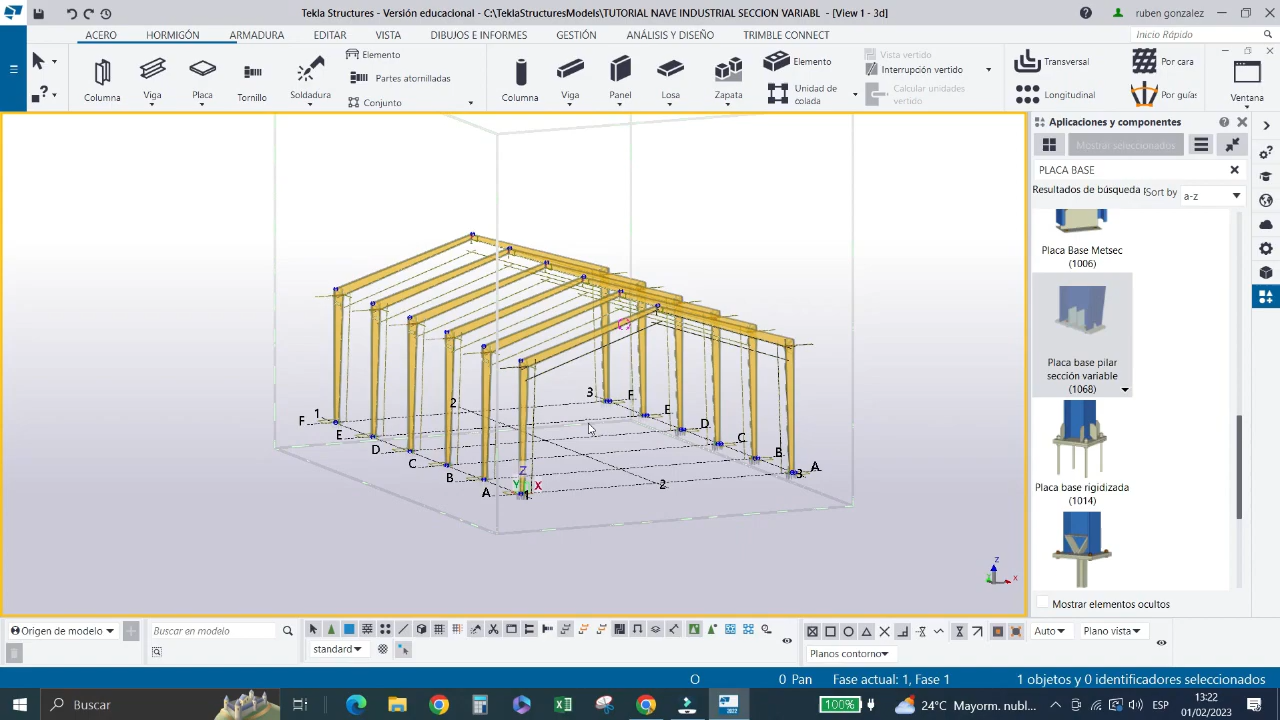 Tekla Structures - Versión educacional - C:\TeklaStructuresModels\TUTORIAL NAVE INDUSTRIAL SECCION VARIABL - [View 1 - 3d]
ruben gonzalez
ACERO HORMIGÓN ARMADURA EDITAR VISTA DIBUJOS E INFORMES GESTIÓN ANÁLISIS Y DISEÑO TRIMBLE CONNECT
Inicio Rápido
Columna Viga Placa Tornillo Soldadura
Elemento
Partes atornilladas
Conjunto
Columna Viga Panel Losa Zapata
Elemento
Unidad de colada
Vista vertido
Interrupción vertido
Calcular unidades vertido
Transversal
Longitudinal
Por cara
Por guías
Ventana
Aplicaciones y componentes
Mostrar seleccionados
PLACA BASE
Resultados de búsqueda
Sort by
a-z
Placa Base Metsec
(1006)
Placa base pilar
sección variable
(1068)
Placa base rigidizada
(1014)
Mostrar elementos ocultos
3 F
2
F 1
E
E
D
D
C
C
B
B
A
3 A
2
Z
Y X
1
Z
X
Origen de modelo
Buscar en modelo
standard
Auto
Plano vista
Planos contorno
O
0 Pan
Fase actual: 1, Fase 1
1 objetos y 0 identificadores seleccionados
Buscar
2022
100%
24°C Mayorm. nubl...
ESP
13:22
01/02/2023